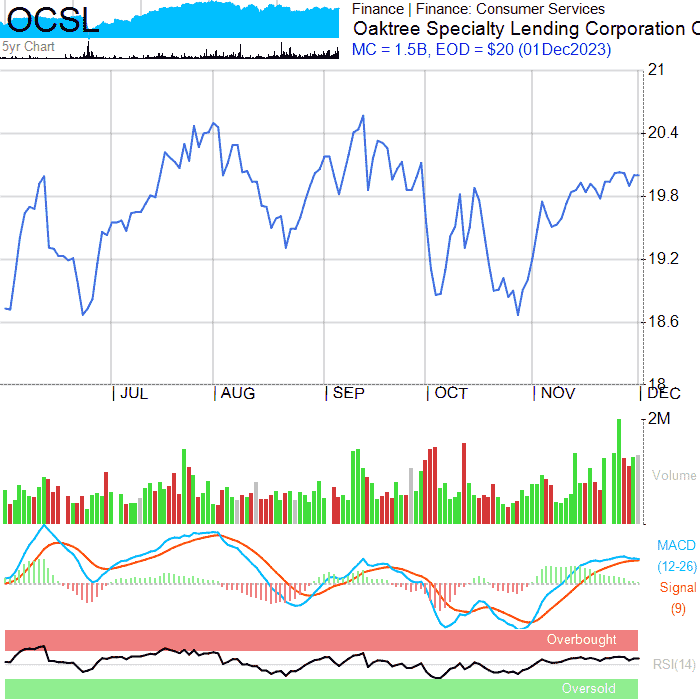 OCSL
5yr Chart
Finance | Finance: Consumer Services
Oaktree Specialty Lending Corporation C
MC = 1.5B, EOD = $20 (01Dec2023)
21
20.4
19.8
19.2
18.6
18
JUL
AUG
SEP
OCT
NOV
DEC
2M
Volume
MACD
(12-26)
Signal
(9)
Overbought
RSI(14)
Oversold